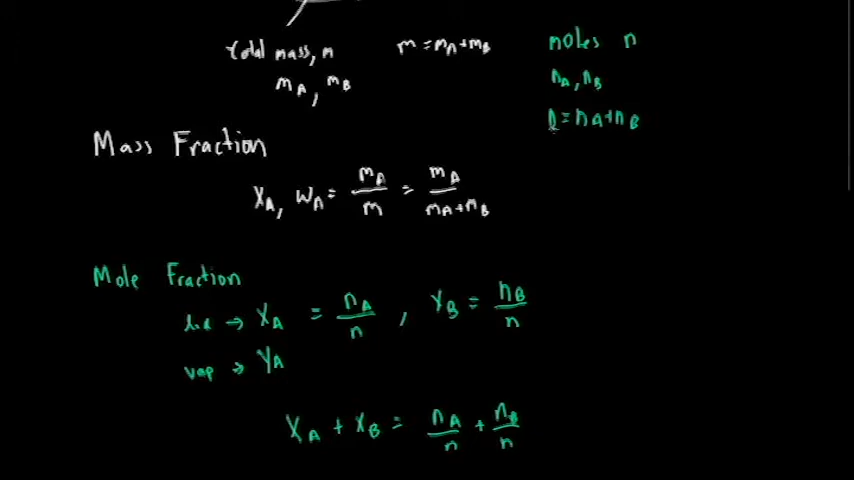 total mass, m    m = mA + mB    moles n
mA, mB    nA, nB
n = nA + nB
Mass Fraction
xA, wA = mA/m = mA/(mA + mB)
Mole Fraction
liq → xA = nA/n , xB = nB/n
vap → yA
xA + xB = nA/n + nB/n